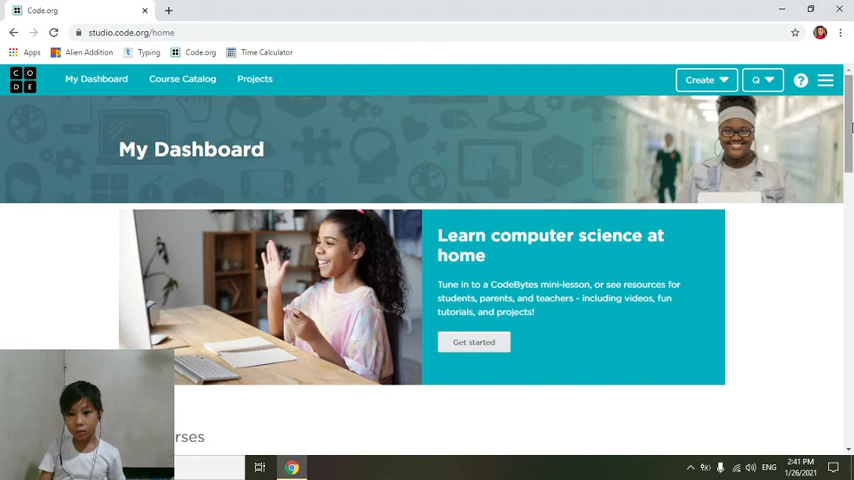 Code.org
studio.code.org/home
Apps
Alien Addition
Typing
Code.org
Time Calculator
CODE
My Dashboard
Course Catalog
Projects
Create
Q
?
My Dashboard
Learn computer science at
home
Tune in to a CodeBytes mini-lesson, or see resources for
students, parents, and teachers - including videos, fun
tutorials, and projects!
Get started
rses
ENG
2:41 PM
1/26/2021